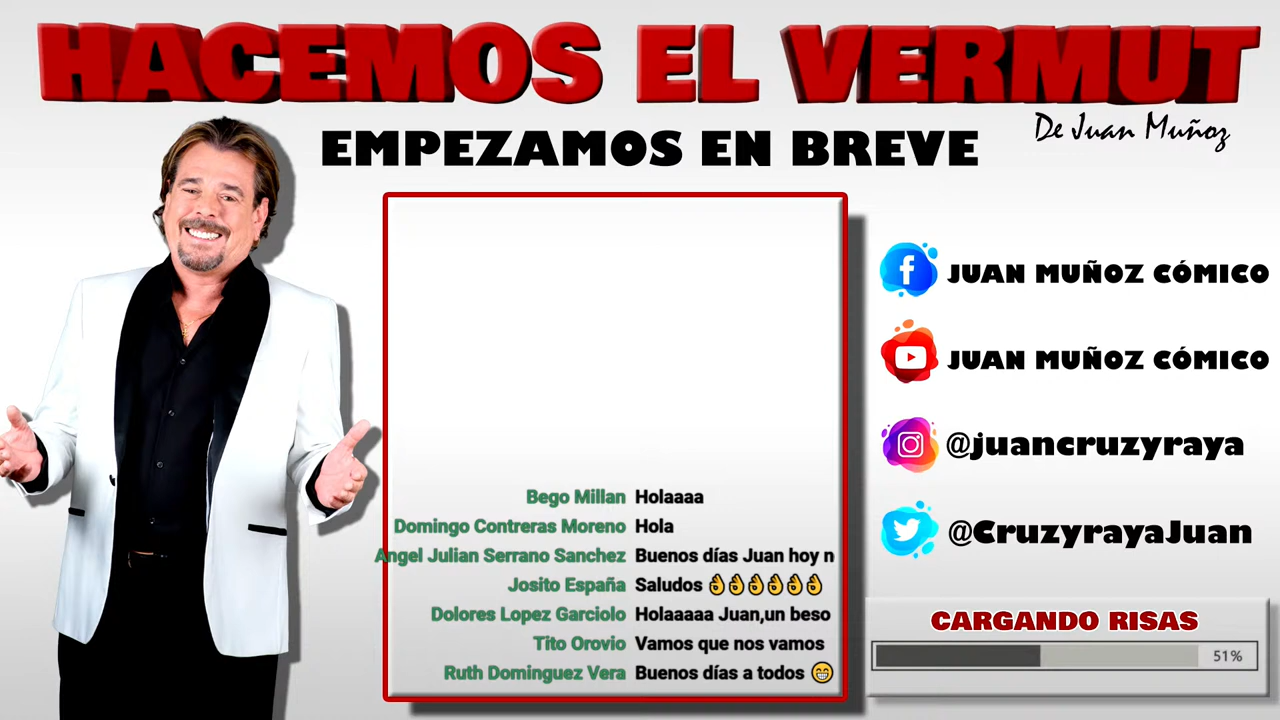 HACEMOS EL VERMUT
De Juan Muñoz
EMPEZAMOS EN BREVE
JUAN MUÑOZ CÓMICO
JUAN MUÑOZ CÓMICO
@juancruzyraya
@CruzyrayaJuan
Bego Millan Holaaaa
Domingo Contreras Moreno Hola
Angel Julian Serrano Sanchez Buenos días Juan hoy n
Josito España Saludos 👌👌👌👌👌👌
Dolores Lopez Garciolo Holaaaaa Juan,un beso
Tito Orovio Vamos que nos vamos
Ruth Dominguez Vera Buenos días a todos 😁
CARGANDO RISAS
51%